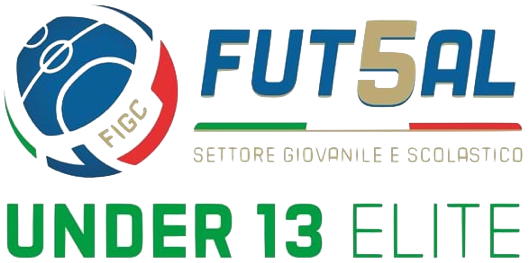 FIGC
FUT5AL
SETTORE GIOVANILE E SCOLASTICO
UNDER 13 ELITE